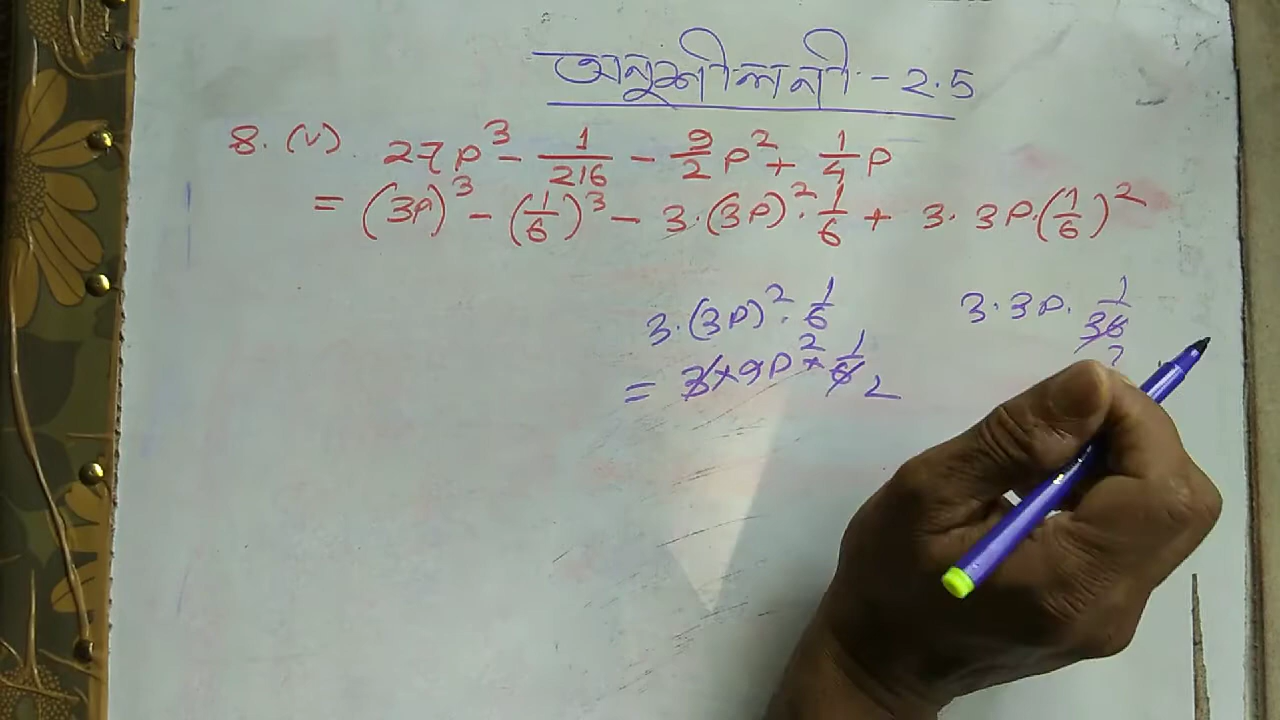 অনুশীলনী - 2.5
8. (v) 27p³ - 1/216 - 9/2 p² + 1/4 p
= (3p)³ - (1/6)³ - 3·(3p)²·1/6 + 3·3p·(1/6)²
3·(3p)²·1/6
= 3×9p²×1/6 2
3·3p·1/36